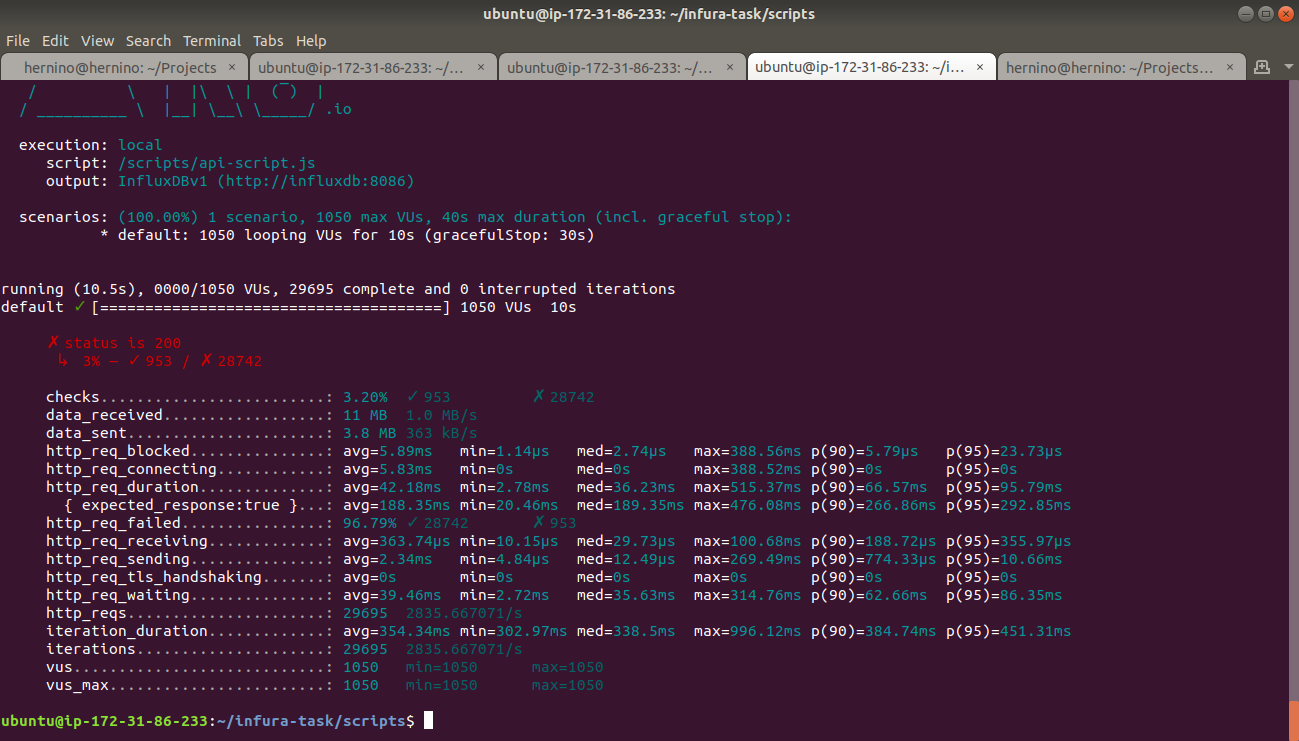 ubuntu@ip-172-31-86-233: ~/infura-task/scripts
File Edit View Search Terminal Tabs Help
hernino@hernino: ~/Projects × ubuntu@ip-172-31-86-233: ~/... × ubuntu@ip-172-31-86-233: ~/... × ubuntu@ip-172-31-86-233: ~/i... × hernino@hernino: ~/Projects... ×
/          \   |  |\  \ |  (‾)  |
/ __________ \  |__| \__\ \_____/ .io
execution: local
script: /scripts/api-script.js
output: InfluxDBv1 (http://influxdb:8086)
scenarios: (100.00%) 1 scenario, 1050 max VUs, 40s max duration (incl. graceful stop):
* default: 1050 looping VUs for 10s (gracefulStop: 30s)
running (10.5s), 0000/1050 VUs, 29695 complete and 0 interrupted iterations
default ✓ [======================================] 1050 VUs  10s
✗ status is 200
↳  3% — ✓ 953 / ✗ 28742
checks.........................: 3.20%  ✓ 953         ✗ 28742
data_received..................: 11 MB  1.0 MB/s
data_sent......................: 3.8 MB 363 kB/s
http_req_blocked...............: avg=5.89ms   min=1.14µs   med=2.74µs   max=388.56ms p(90)=5.79µs   p(95)=23.73µs
http_req_connecting............: avg=5.83ms   min=0s       med=0s       max=388.52ms p(90)=0s       p(95)=0s
http_req_duration..............: avg=42.18ms  min=2.78ms   med=36.23ms  max=515.37ms p(90)=66.57ms  p(95)=95.79ms
{ expected_response:true }...: avg=188.35ms min=20.46ms  med=189.35ms max=476.08ms p(90)=266.86ms p(95)=292.85ms
http_req_failed................: 96.79% ✓ 28742       ✗ 953
http_req_receiving.............: avg=363.74µs min=10.15µs  med=29.73µs  max=100.68ms p(90)=188.72µs p(95)=355.97µs
http_req_sending...............: avg=2.34ms   min=4.84µs   med=12.49µs  max=269.49ms p(90)=774.33µs p(95)=10.66ms
http_req_tls_handshaking.......: avg=0s       min=0s       med=0s       max=0s       p(90)=0s       p(95)=0s
http_req_waiting...............: avg=39.46ms  min=2.72ms   med=35.63ms  max=314.76ms p(90)=62.66ms  p(95)=86.35ms
http_reqs......................: 29695  2835.667071/s
iteration_duration.............: avg=354.34ms min=302.97ms med=338.5ms  max=996.12ms p(90)=384.74ms p(95)=451.31ms
iterations.....................: 29695  2835.667071/s
vus............................: 1050   min=1050      max=1050
vus_max........................: 1050   min=1050      max=1050
ubuntu@ip-172-31-86-233:~/infura-task/scripts$